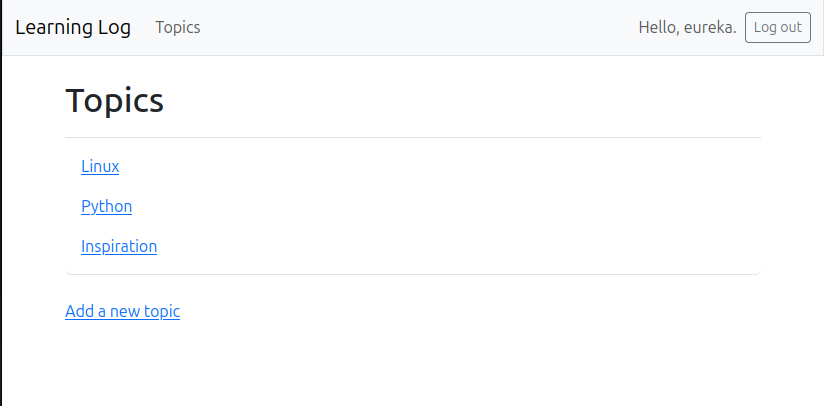 Learning Log Topics Hello, eureka. Log out
Topics
Linux
Python
Inspiration
Add a new topic